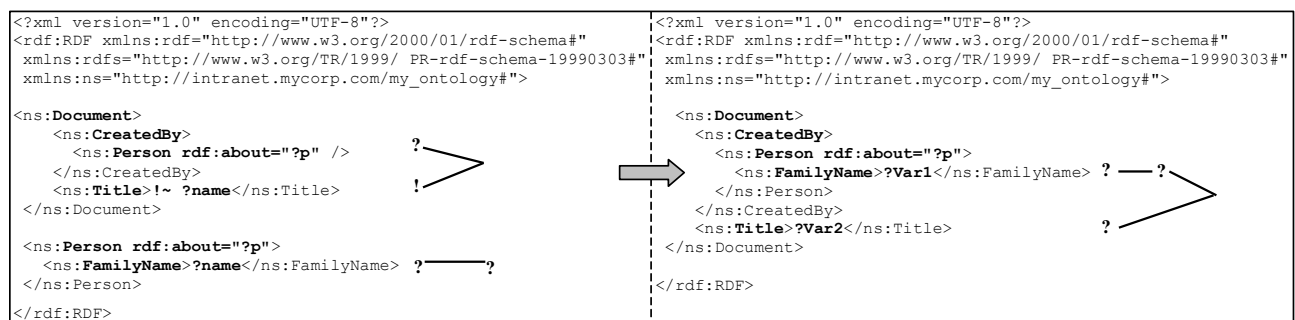 <?xml version="1.0" encoding="UTF-8"?>
<rdf:RDF xmlns:rdf="http://www.w3.org/2000/01/rdf-schema#"
xmlns:rdfs="http://www.w3.org/TR/1999/ PR-rdf-schema-19990303#"
xmlns:ns="http://intranet.mycorp.com/my_ontology#">
<ns:Document>
<ns:CreatedBy>
<ns:Person rdf:about="?p" /> ?
</ns:CreatedBy>
<ns:Title>!~ ?name</ns:Title> !
</ns:Document>
<ns:Person rdf:about="?p">
<ns:FamilyName>?name</ns:FamilyName> ? ?
</ns:Person>
</rdf:RDF>
<?xml version="1.0" encoding="UTF-8"?>
<rdf:RDF xmlns:rdf="http://www.w3.org/2000/01/rdf-schema#"
xmlns:rdfs="http://www.w3.org/TR/1999/ PR-rdf-schema-19990303#"
xmlns:ns="http://intranet.mycorp.com/my_ontology#">
<ns:Document>
<ns:CreatedBy>
<ns:Person rdf:about="?p">
<ns:FamilyName>?Var1</ns:FamilyName> ? ?
</ns:Person>
</ns:CreatedBy>
<ns:Title>?Var2</ns:Title> ?
</ns:Document>
</rdf:RDF>